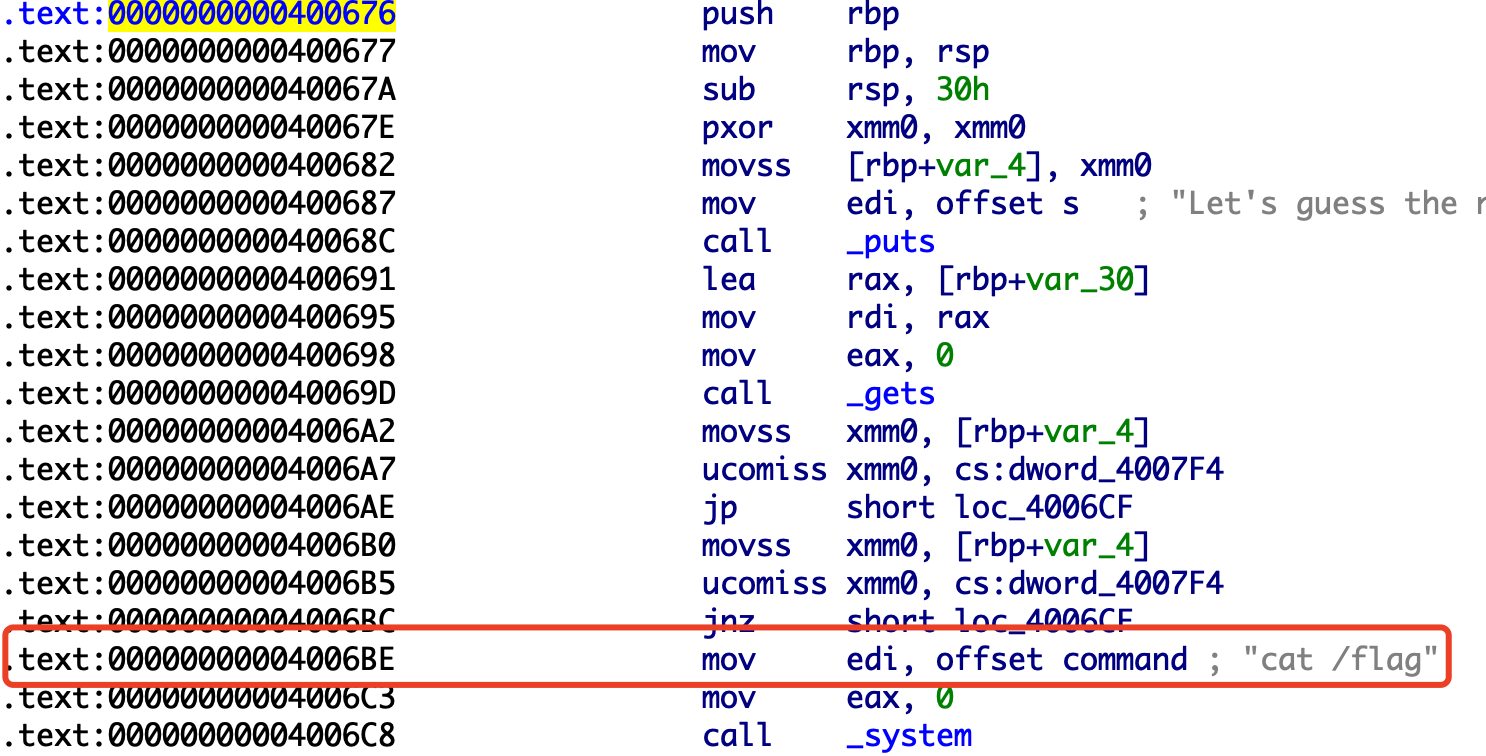 .text:0000000000400676 push rbp
.text:0000000000400677 mov rbp, rsp
.text:000000000040067A sub rsp, 30h
.text:000000000040067E pxor xmm0, xmm0
.text:0000000000400682 movss [rbp+var_4], xmm0
.text:0000000000400687 mov edi, offset s ; "Let's guess the
.text:000000000040068C call _puts
.text:0000000000400691 lea rax, [rbp+var_30]
.text:0000000000400695 mov rdi, rax
.text:0000000000400698 mov eax, 0
.text:000000000040069D call _gets
.text:00000000004006A2 movss xmm0, [rbp+var_4]
.text:00000000004006A7 ucomiss xmm0, cs:dword_4007F4
.text:00000000004006AE jp short loc_4006CF
.text:00000000004006B0 movss xmm0, [rbp+var_4]
.text:00000000004006B5 ucomiss xmm0, cs:dword_4007F4
.text:00000000004006BC jnz short loc_4006CF
.text:00000000004006BE mov edi, offset command ; "cat /flag"
.text:00000000004006C3 mov eax, 0
.text:00000000004006C8 call _system